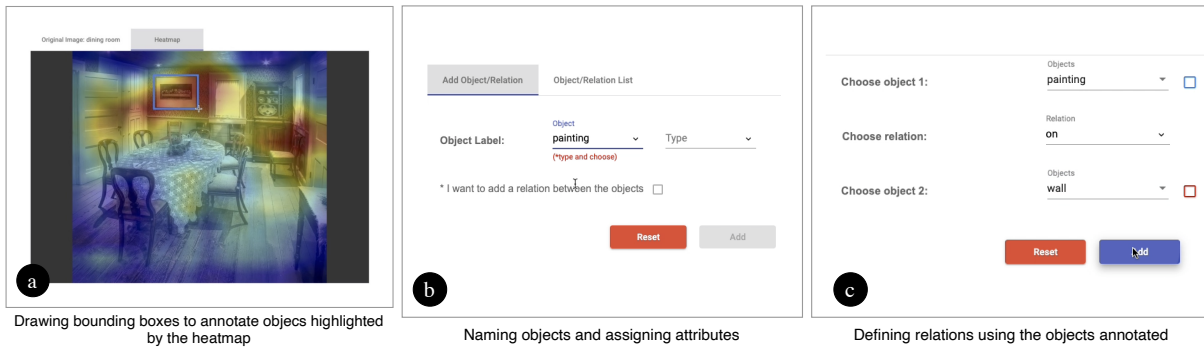 Original Image: dining room
Heatmap
a
Drawing bounding boxes to annotate objecs highlighted
by the heatmap
Add Object/Relation
Object/Relation List
Object Label:
Object
painting
Type
(*type and choose)
* I want to add a relation between the objects
Reset
Add
b
Naming objects and assigning attributes
Choose object 1:
Objects
painting
Choose relation:
Relation
on
Choose object 2:
Objects
wall
Reset
Add
c
Defining relations using the objects annotated